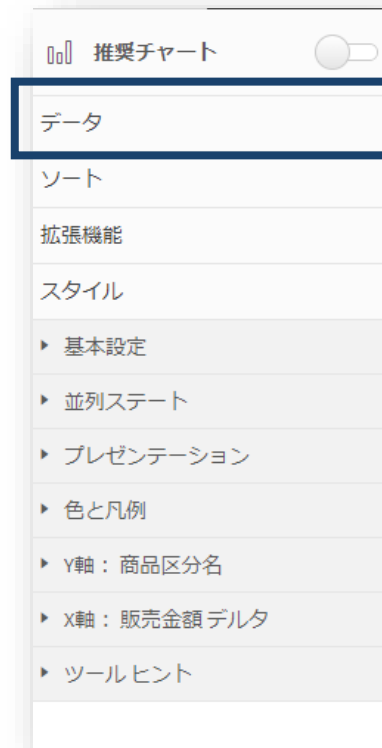 推奨チャート
データ
ソート
拡張機能
スタイル
基本設定
並列ステート
プレゼンテーション
色と凡例
Y軸： 商品区分名
X軸： 販売金額 デルタ
ツール ヒント